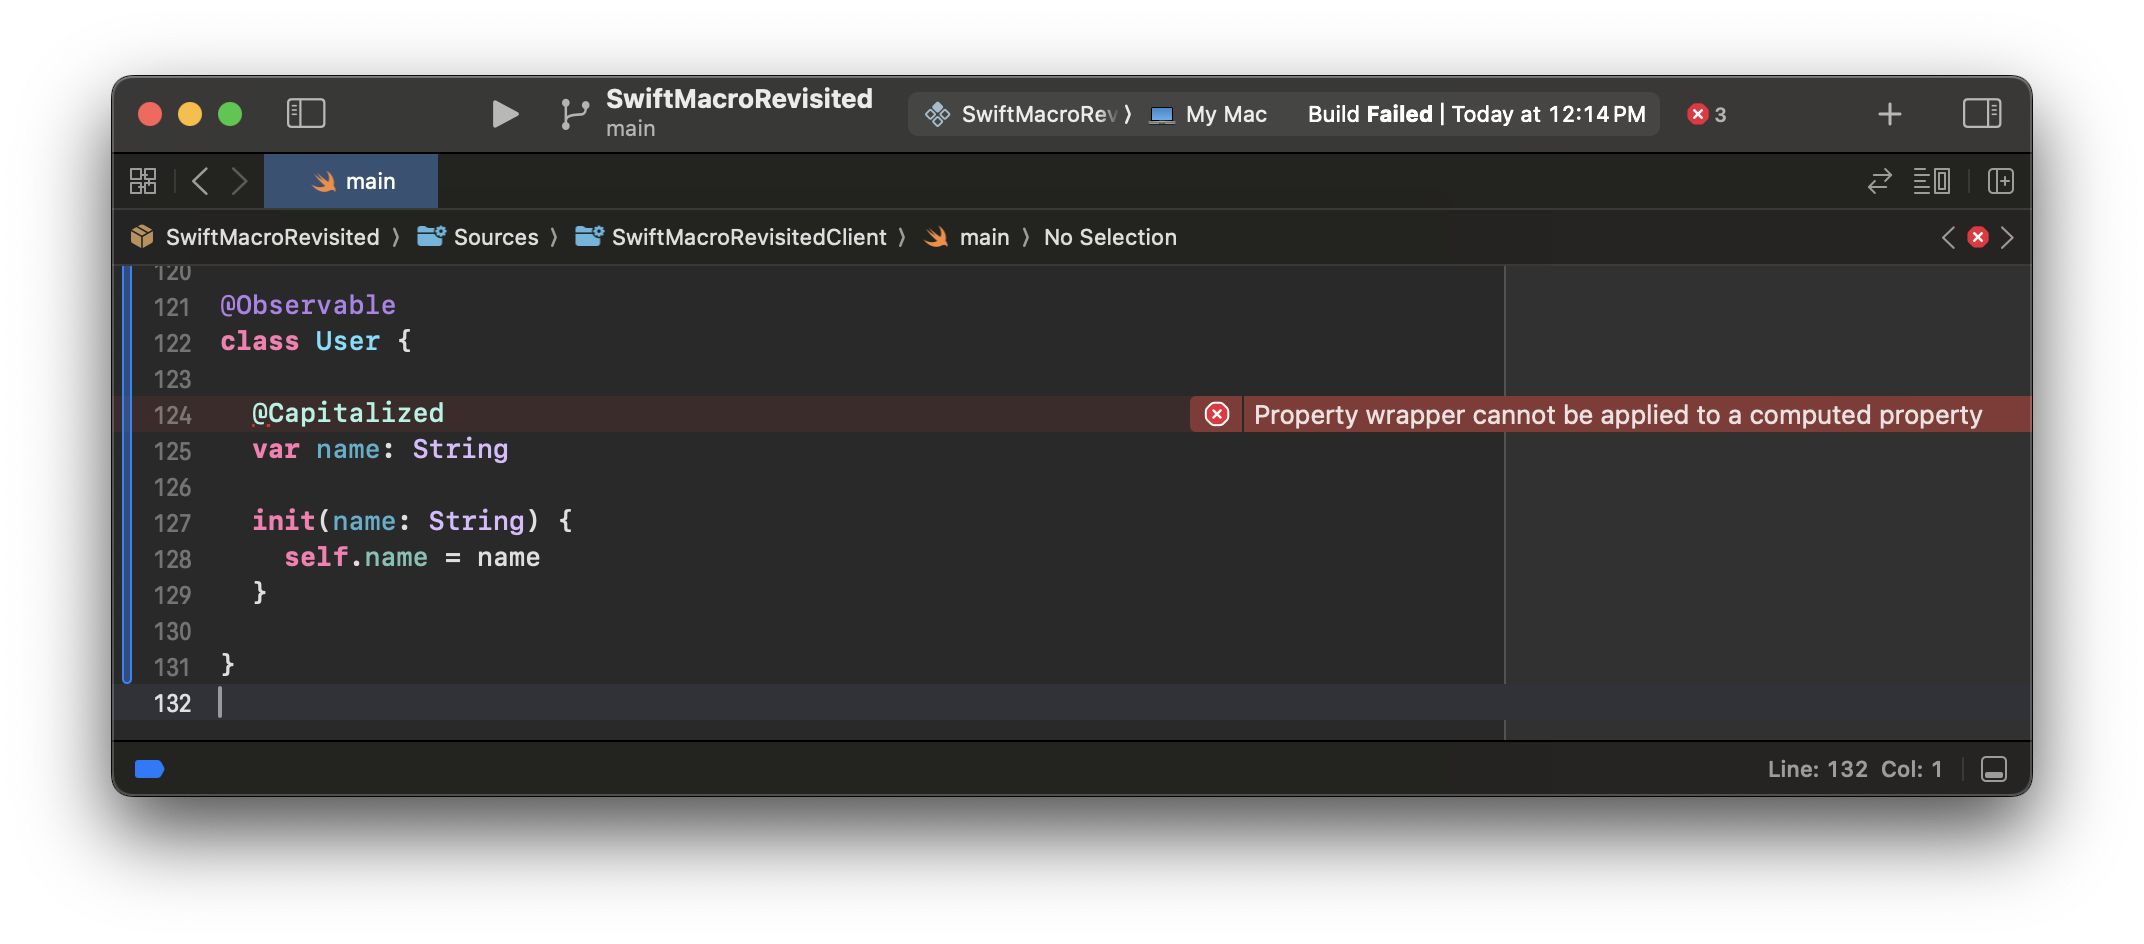 SwiftMacroRevisited
main
SwiftMacroRev 〉 My Mac
Build Failed | Today at 12:14 PM
3
main
SwiftMacroRevisited 〉 Sources 〉 SwiftMacroRevisitedClient 〉 main 〉 No Selection
120
121 @Observable
122 class User {
123
124 @Capitalized Property wrapper cannot be applied to a computed property
125 var name: String
126
127 init(name: String) {
128 self.name = name
129 }
130
131 }
132
Line: 132 Col: 1